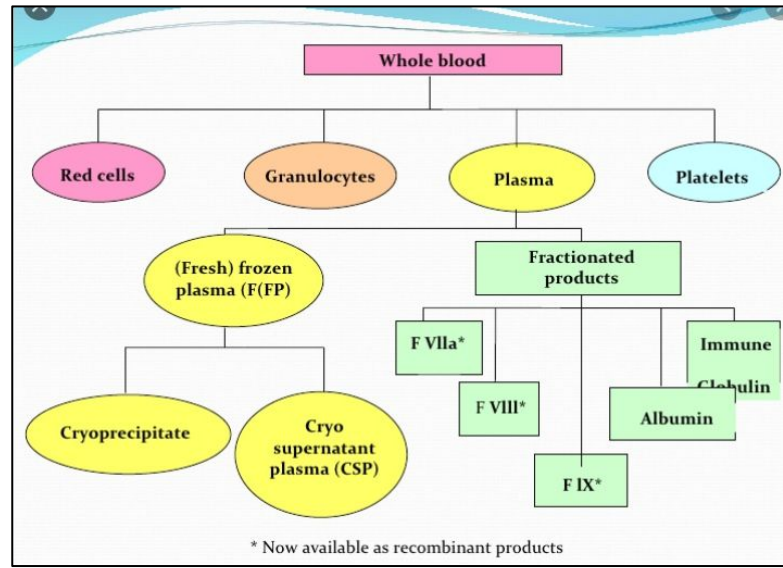 Whole blood
Red cells
Granulocytes
Plasma
Platelets
(Fresh) frozen
plasma (F(FP)
Fractionated
products
F VIIa*
Immune
Globulin
F VIII*
Albumin
Cryoprecipitate
Cryo
supernatant
plasma (CSP)
F IX*
* Now available as recombinant products